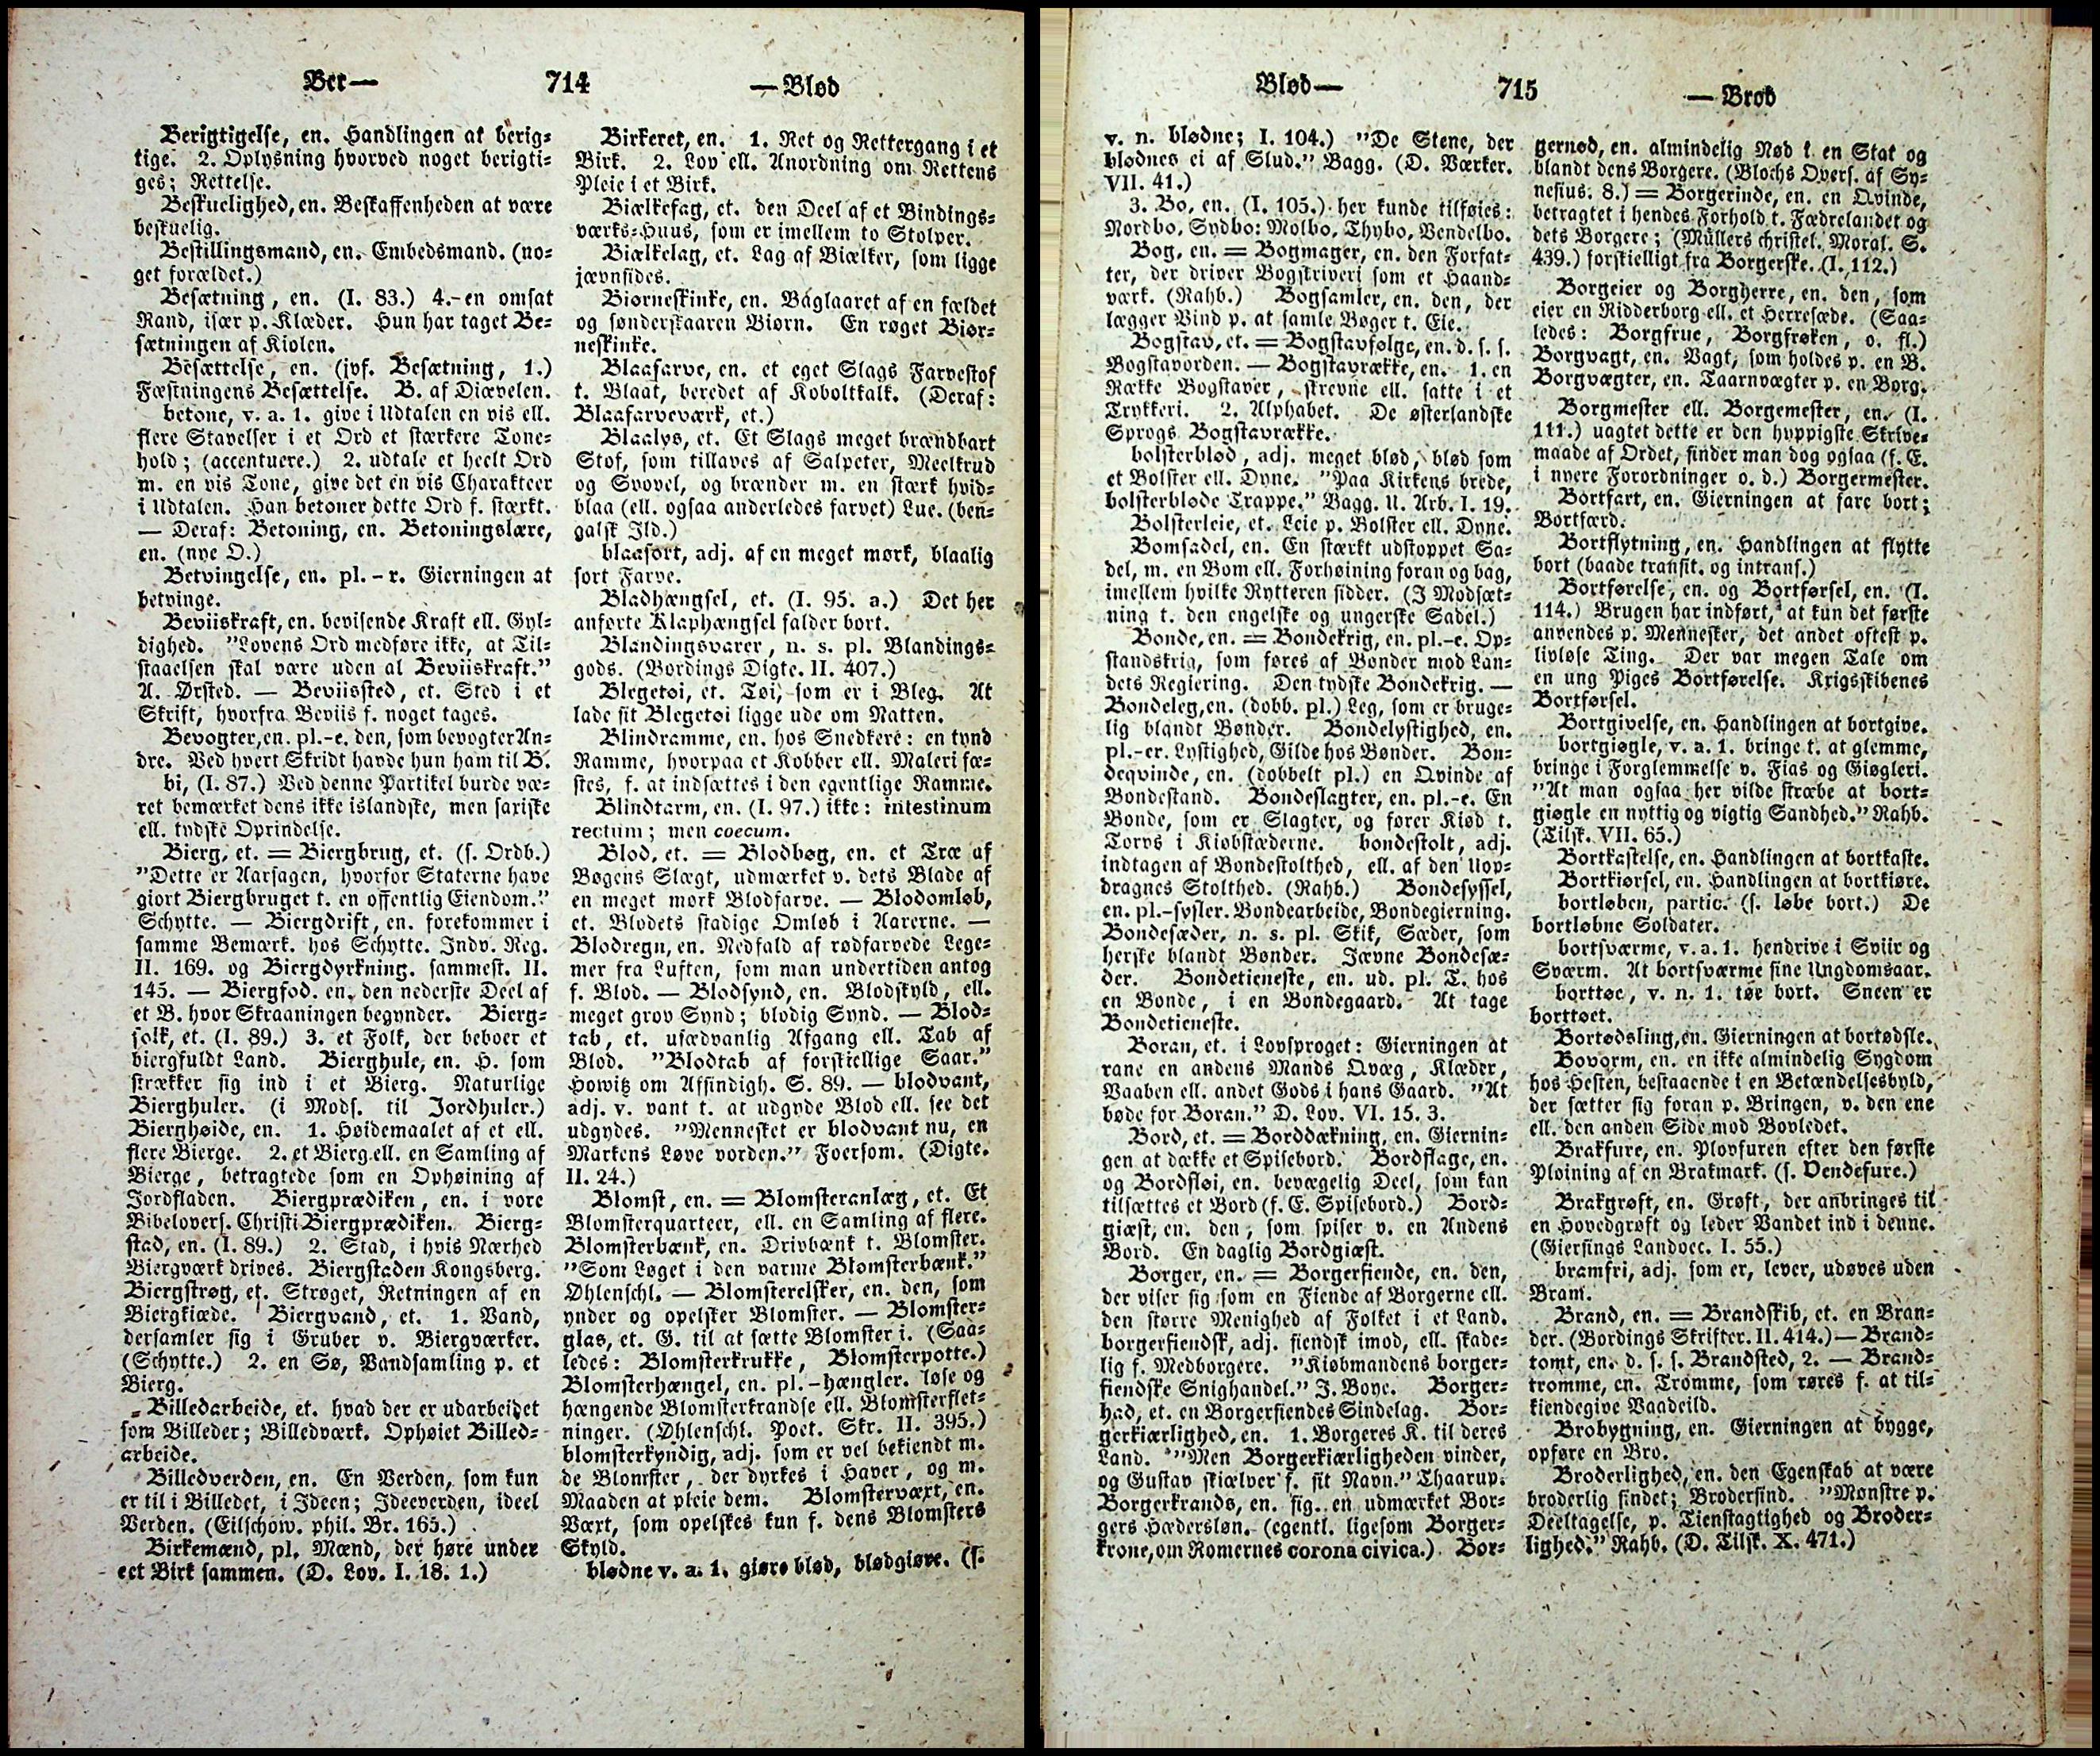 Ber—
714
—Blød
Berigtigelse, en. Handlingen at berig-
tige. 2. Oplysning hvorved noget berigti-
ges; Rettelse.
Beskuelighed, en. Beskaffenheden at være
beskuelig.
Bestillingsmand, en. Embedsmand. (no-
get forældet.)
Besætning, en. (I. 83.) 4.-en omsat
Rand, især p. Klæder. Hun har taget Be-
sætningen af Kiolen.
Besættelse, en. (jvf. Besætning, 1.)
Fæstningens Besættelse. B. af Diævelen.
betone, v. a. 1. give i Udtalen en vis ell.
flere Stavelser i et Ord et stærkere Tone-
hold; (accentuere.) 2. udtale et heelt Ord
m. en vis Tone, give det en vis Charakteer
i Udtalen. Han betoner dette Ord f. stærkt.
— Deraf: Betoning, en. Betoningslære,
en. (nye O.)
Betvingelse, en. pl.-r. Gierningen at
betvinge.
Beviiskraft, en. bevisende Kraft ell. Gyl-
dighed. "Lovens Ord medføre ikke, at Til-
staaelsen skal være uden al Beviiskraft."
A. Ørsted. — Beviissted, et. Sted i et
Skrift, hvorfra Beviis f. noget tages.
Bevogter, en. pl.-e. den, som bevogter An-
dre. Ved hvert Skridt havde hun ham til B.
bi, (I. 87.) Ved denne Partikel burde væ-
ret bemærket dens ikke islandske, men saxiske
ell. tydske Oprindelse.
Bierg, et. = Biergbrug, et. (s. Ordb.)
"Dette er Aarsagen, hvorfor Staterne have
giort Biergbruget t. en offentlig Eiendom."
Schytte. — Biergdrift, en. forekommer i
samme Bemærk. hos Schytte. Indv. Reg.
II. 169. og Biergdyrkning. sammest. II.
145. — Biergfod. en. den nederste Deel af
et B. hvor Skraaningen begynder. Bierg-
folk, et. (I. 89.) 3. et Folk, der beboer et
biergfuldt Land. Bierghule, en. H. som
strækker sig ind i et Bierg. Naturlige
Bierghuler. (i Mods. til Jordhuler.)
Bierghøide, en. 1. Høidemaalet af et ell.
flere Bierge. 2. et Bierg ell. en Samling af
Bierge, betragtede som en Ophøining af
Jordfladen. Biergprædiken, en. i vore
Bibelovers. Christi Biergprædiken. Bierg-
stad, en. (I. 89.) 2. Stad, i hvis Nærhed
Biergværk drives. Biergstaden Kongsberg.
Biergstrøg, et. Strøget, Retningen af en
Biergkiæde. Biergvand, et. 1. Vand,
dersamler sig i Gruber v. Biergværker.
(Schytte.) 2. en Sø, Vandsamling p. et
Bierg.
Billedarbeide, et. hvad der er udarbeidet
som Billeder; Billedværk. Ophøiet Billed-
arbeide.
Billedverden, en. En Verden, som kun
er til i Billedet, i Ideen; Ideeverden, ideel
Verden. (Eilschow. phil. Br. 165.)
Birkemænd, pl. Mænd, der høre under
eet Birk sammen. (D. Lov. I. 18. 1.)
Birkeret, en. 1. Ret og Rettergang i et
Birk. 2. Lov ell. Anordning om Rettens
Pleie i et Birk.
Biælkefag, et. den Deel af et Bindings-
værks-Huus, som er imellem to Stolper.
Biælkelag, et. Lag af Biælker, som ligge
jævnsides.
Biørneskinke, en. Baglaaret af en fældet
og sønderskaaren Biørn. En røget Biør-
neskinke.
Blaafarve, en. et eget Slags Farvestof
t. Blaat, beredet af Koboltkalk. (Deraf:
Blaafarveværk, et.)
Blaalys, et. Et Slags meget brændbart
Stof, som tillaves af Salpeter, Meelkrud
og Svovel, og brænder m. en stærk hvid-
blaa (ell. ogsaa anderledes farvet) Lue. (ben-
galsk Ild.)
blaasort, adj. af en meget mørk, blaalig
sort Farve.
Bladhængsel, et. (I. 95. a.) Det her
anførte Klaphængsel falder bort.
Blandingsvarer, n. s. pl. Blandings-
gods. (Bordings Digte. II. 407.)
Blegetøi, et. Tøi, som er i Bleg. At
lade sit Blegetøi ligge ude om Natten.
Blindramme, en. hos Snedkere: en tynd
Ramme, hvorpaa et Kobber ell. Maleri fæ-
stes, f. at indsættes i den egentlige Ramme.
Blindtarm, en. (I. 97.) ikke: intestinum
rectum; men coecum.
Blod, et. = Blodbøg, en. et Træ af
Bøgens Slægt, udmærket v. dets Blade af
en meget mørk Blodfarve. — Blodomløb,
et. Blodets stadige Omløb i Aarerne. —
Blodregn, en. Nedfald af rødfarvede Lege-
mer fra Luften, som man undertiden antog
f. Blod. — Blodsynd, en. Blodskyld, ell.
meget grov Synd; blodig Synd. — Blod-
tab, et. usædvanlig Afgang ell. Tab af
Blod. "Blodtab af forskiellige Saar."
Howitz om Afsindigh. S. 89. — blodvant,
adj. v. vant t. at udgyde Blod ell. see det
udgydes. "Mennesket er blodvant nu, en
Markens Løve vorden." Foersom. (Digte.
II. 24.)
Blomst, en. = Blomsteranlæg, et. Et
Blomsterquarteer, ell. en Samling af flere.
Blomsterbænk, en. Drivbænk t. Blomster.
"Som Løget i den varme Blomsterbænk."
Øhlenschl. — Blomsterelsker, en. den, som
ynder og opelsker Blomster. — Blomster-
glas, et. G. til at sætte Blomster i. (Saa-
ledes: Blomsterkrukke, Blomsterpotte.)
Blomsterhængel, en. pl.-hængler. løse og
hængende Blomsterkrandse ell. Blomsterflet-
ninger. (Øhlenschl. Poet. Skr. II. 395.)
blomsterkyndig, adj. som er vel bekiendt m.
de Blomster, der dyrkes i Haver, og m.
Maaden at pleie dem. Blomstervært, en.
Vært, som opelskes kun f. dens Blomsters
Skyld.
blødne v. a. 1. giøre blød, blødgiøre. (s.
Blød—
715
—Brod
v. n. blødne; I. 104.) "De Stene, der
blødnes ei af Slud." Bagg. (D. Værker.
VII. 41.)
3. Bo, en. (I. 105.) her kunde tilføies:
Nordbo, Sydbo; Molbo, Thybo, Vendelbo.
Bog, en. = Bogmager, en. den Forfat-
ter, der driver Bogskriveri som et Haand-
værk. (Rahb.) Bogsamler, en. den, der
lægger Vind p. at samle Bøger t. Eie.
Bogstav, et. = Bogstavfølge, en. d. s. s.
Bogstavorden. — Bogstavrække, en. 1. en
Række Bogstaver, skrevne ell. satte i et
Trykkeri. 2. Alphabet. De østerlandske
Sprogs Bogstavrække.
bolsterblød, adj. meget blød, blød som
et Bolster ell. Dyne. "Paa Kirkens brede,
bolsterbløde Trappe." Bagg. U. Arb. I. 19.
Bolsterleie, et. Leie p. Bolster ell. Dyne.
Bomsadel, en. En stærkt udstoppet Sa-
del, m. en Bom ell. Forhøining foran og bag,
imellem hvilke Rytteren sidder. (I Modsæt-
ning t. den engelske og ungerske Sadel.)
Bonde, en. = Bondekrig, en. pl.-e. Op-
standskrig, som føres af Bønder mod Lan-
dets Regiering. Den tydske Bondekrig. —
Bondeleg, en. (dobb. pl.) Leg, som er bruge-
lig blandt Bønder. Bondelystighed, en.
pl.-er. Lystighed, Gilde hos Bønder. Bon-
deqvinde, en. (dobbelt pl.) en Qvinde af
Bondestand. Bondeslagter, en. pl.-e. En
Bonde, som er Slagter, og fører Kiød t.
Torvs i Kiøbstæderne. bondestolt, adj.
indtagen af Bondestolthed, ell. af den Uop-
dragnes Stolthed. (Rahb.) Bondesyssel,
en. pl.-sysler. Bondearbeide, Bondegierning.
Bondesæder, n. s. pl. Skik, Sæder, som
herske blandt Bønder. Jævne Bondesæ-
der. Bondetieneste, en. ud. pl. T. hos
en Bonde, i en Bondegaard. At tage
Bondetieneste.
Boran, et. i Lovsproget: Gierningen at
rane en andens Mands Qvæg, Klæder,
Vaaben ell. andet Gods i hans Gaard. "At
bøde for Boran." D. Lov. VI. 15. 3.
Bord, et. = Borddækning, en. Giernin-
gen at dække et Spisebord. Bordflage, en.
og Bordfløi, en. bevægelig Deel, som kan
tilsættes et Bord (f. E. Spisebord.) Bord-
giæst, en. den, som spiser v. en Andens
Bord. En daglig Bordgiæst.
Borger, en. = Borgerfiende, en. den,
der viser sig som en Fiende af Borgerne ell.
den større Menighed af Folket i et Land.
borgerfiendsk, adj. fiendsk imod, ell. skade-
lig f. Medborgere. "Kiøbmandens borger-
fiendske Snighandel." J. Boye. Borger-
had, et. en Borgerfiendes Sindelag. Bor-
gerkiærlighed, en. 1. Borgeres K. til deres
Land. "Men Borgerkiærligheden vinder,
og Gustav skiælver f. sit Navn." Thaarup.
Borgerkrands, en. fig. en udmærket Bor-
gers Hædersløn. (egentl. ligesom Borger-
krone, om Romernes corona civica.) Bor-
gernød, en. almindelig Nød i en Stat og
blandt dens Borgere. (Blochs Overs. af Sy-
nesius. 8.) = Borgerinde, en. en Qvinde,
betragtet i hendes Forhold t. Fædrelandet og
dets Borgere; (Müllers christel. Moral. S.
439.) forskielligt fra Borgerske. (I. 112.)
Borgeier og Borgherre, en. den, som
eier en Ridderborg ell. et Herresæde. (Saa-
ledes: Borgfrue, Borgfrøken, o. fl.)
Borgvagt, en. Vagt, som holdes p. en B.
Borgvægter, en. Taarnvægter p. en Borg.
Borgmester ell. Borgemester, en. (I.
111.) uagtet dette er den hyppigste Skrive-
maade af Ordet, finder man dog ogsaa (f. E.
i nyere Forordninger o. d.) Borgermester.
Bortfart, en. Gierningen at fare bort;
Bortfærd.
Bortflytning, en. Handlingen at flytte
bort (baade transit. og intrans.)
Bortførelse, en. og Bortførsel, en. (I.
114.) Brugen har indført, at kun det første
anvendes p. Mennesker, det andet oftest p.
livløse Ting. Der var megen Tale om
en ung Piges Bortførelse. Krigsskibenes
Bortførsel.
Bortgivelse, en. Handlingen at bortgive.
bortgiøgle, v. a. 1. bringe t. at glemme,
bringe i Forglemmelse v. Fias og Giøgleri.
"At man ogsaa her vilde stræbe at bort-
giøgle en nyttig og vigtig Sandhed." Rahb.
(Tilsk. VII. 65.)
Bortkastelse, en. Handlingen at bortkaste.
Bortkiørsel, en. Handlingen at bortkiøre.
bortløben, partic. (s. løbe bort.) De
bortløbne Soldater.
bortsværme, v. a. 1. hendrive i Sviir og
Sværm. At bortsværme sine Ungdomsaar.
borttøe, v. n. 1. tøe bort. Sneen er
borttøet.
Bortødsling, en. Gierningen at bortødsle.
Bovorm, en. en ikke almindelig Sygdom
hos Hesten, bestaaende i en Betændelsesbyld,
der sætter sig foran p. Bringen, v. den ene
ell. den anden Side mod Bovledet.
Brakfure, en. Plovfuren efter den første
Pløining af en Brakmark. (s. Vendefure.)
Brakgrøft, en. Grøft, der anbringes til
en Hovedgrøft og leder Vandet ind i denne.
(Giersings Landoec. I. 55.)
bramfri, adj. som er, lever, udøves uden
Bram.
Brand, en. = Brandskib, et. en Bran-
der. (Bordings Skrifter. II. 414.) — Brand-
tomt, en. d. s. s. Brandsted, 2. — Brand-
tromme, en. Tromme, som røres f. at til-
kiendegive Vaadeild.
Brobygning, en. Gierningen at bygge,
opføre en Bro.
Broderlighed, en. den Egenskab at være
broderlig sindet; Brodersind. "Mønstre p.
Deeltagelse, p. Tienstagtighed og Broder-
lighed." Rahb. (D. Tilsk. X. 471.)